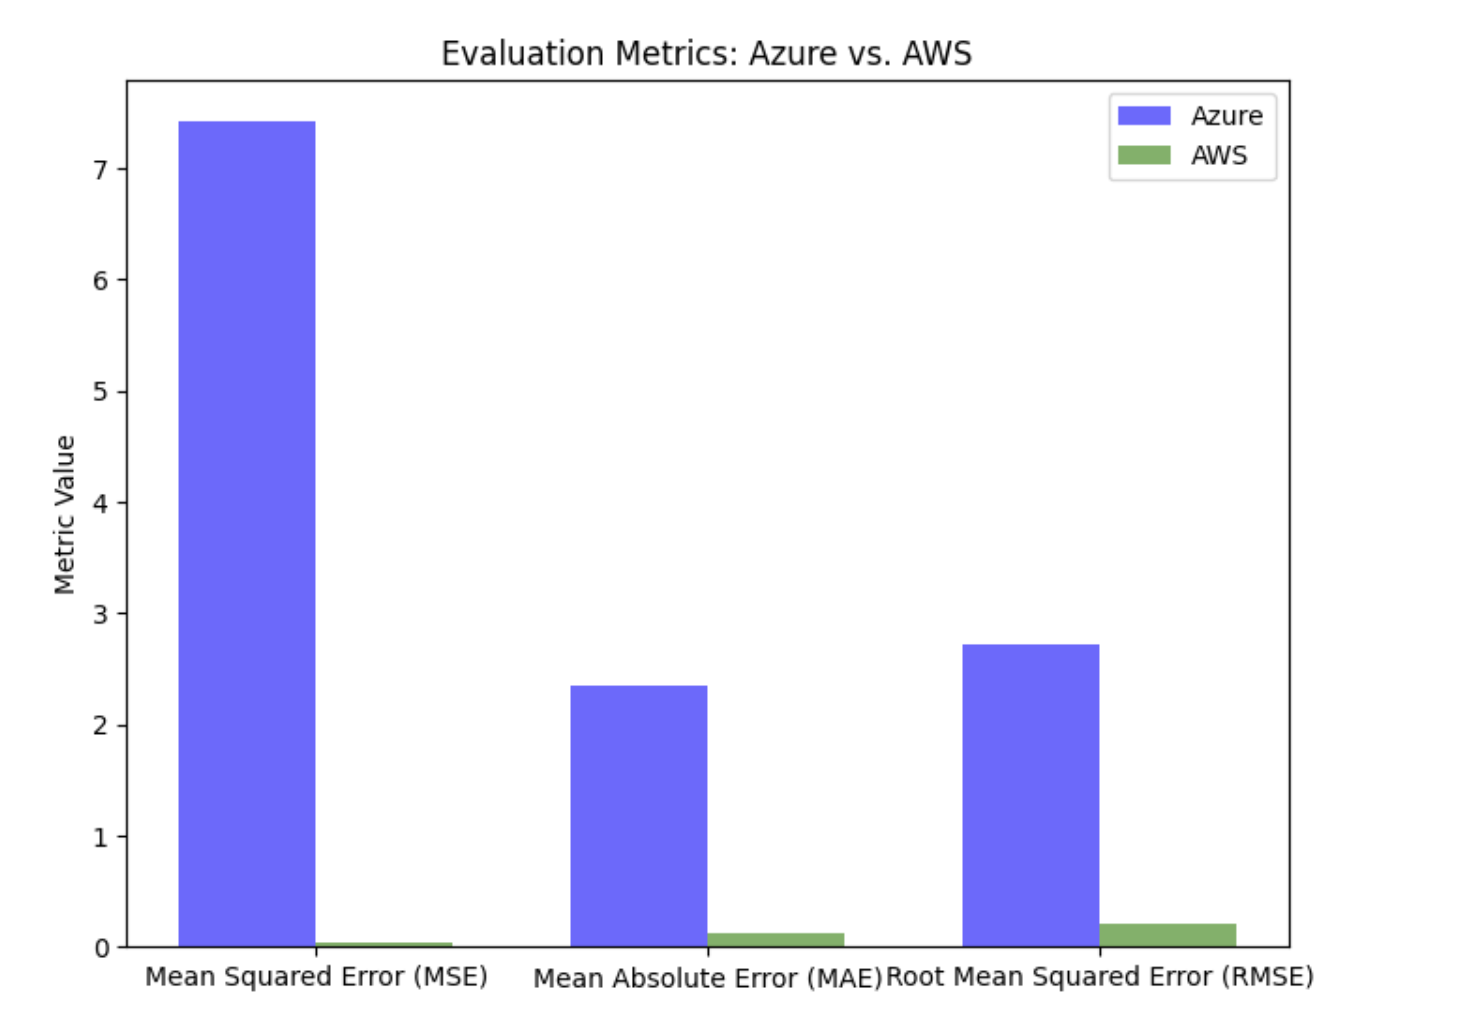 Evaluation Metrics: Azure vs. AWS
Azure
AWS
7
6
5
4
3
2
1
0
Metric Value
Mean Squared Error (MSE)
Mean Absolute Error (MAE)
Root Mean Squared Error (RMSE)